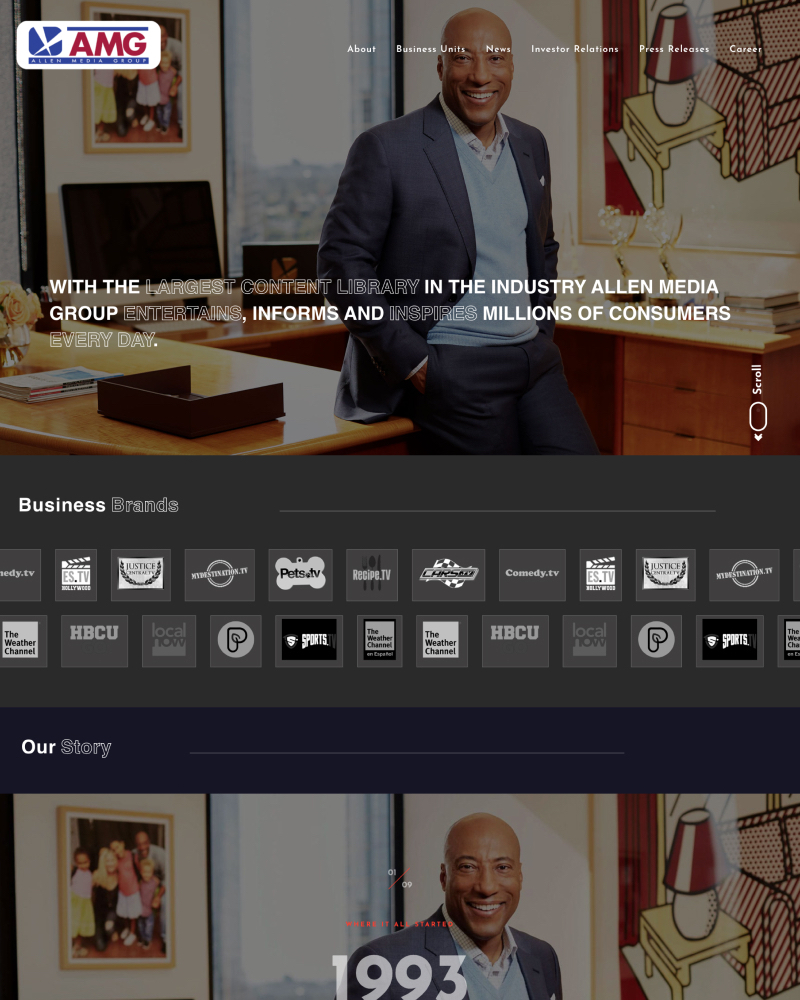 AMG
ALLEN MEDIA GROUP
About Business Units News Investor Relations Press Releases Career
WITH THE LARGEST CONTENT LIBRARY IN THE INDUSTRY ALLEN MEDIA
GROUP ENTERTAINS, INFORMS AND INSPIRES MILLIONS OF CONSUMERS
EVERY DAY.
Scroll
Business Brands
nedy.tv
ES.TV
HOLLYWOOD
JUSTICE
CENTRAL.TV
MYDESTINATION.TV
Pets.tv
Recipe.TV
CARS.TV
Comedy.tv
ES.TV
HOLLYWOOD
JUSTICE
CENTRAL.TV
MYDESTINATION.TV
The
Weather
Channel
HBCU
local
now
P
S SPORTS.TV
The
Weather
Channel
en Español
The
Weather
Channel
HBCU
local
now
P
S SPORTS.TV
The
Wea
Cha
en Es
Our Story
01
09
WHERE IT ALL STARTED
1993